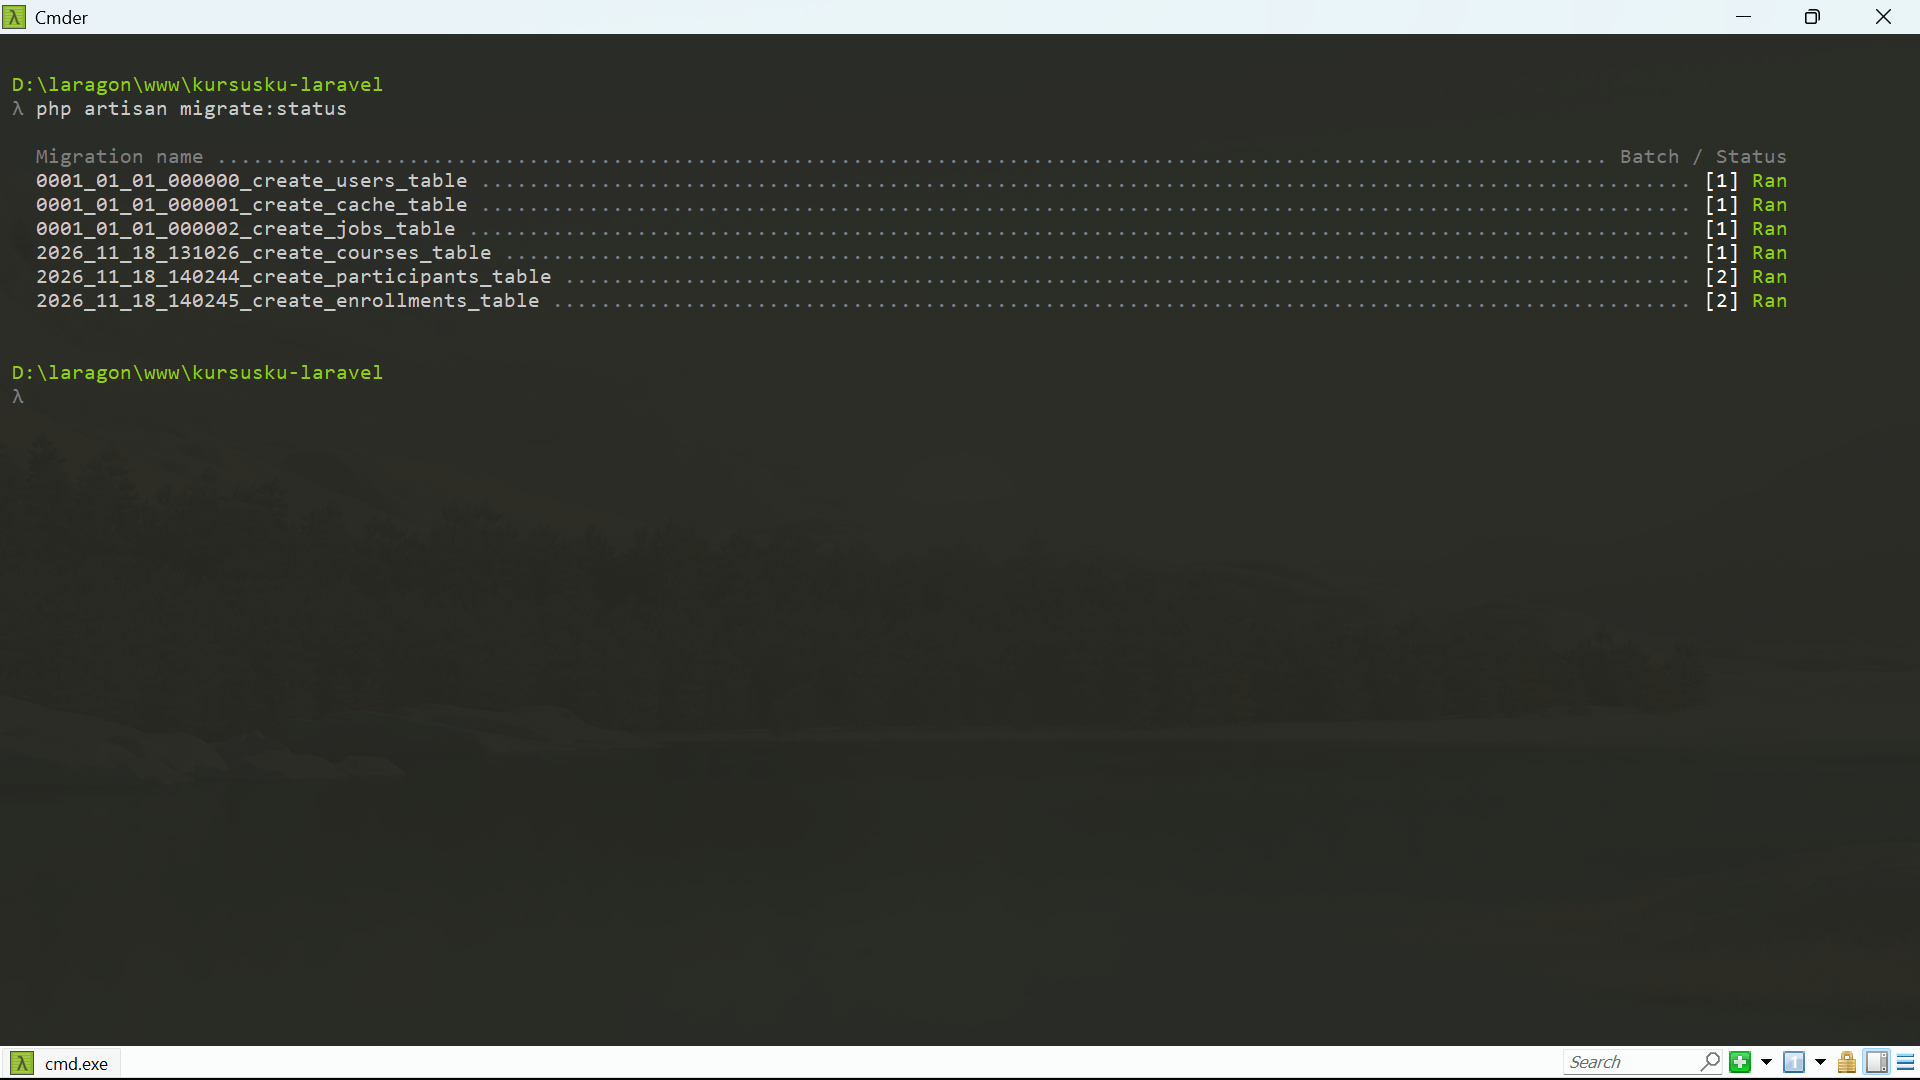 Cmder
D:\laragon\www\kursusku-laravel
λ php artisan migrate:status
Migration name .................................................................................................................... Batch / Status
0001_01_01_000000_create_users_table ..................................................................................................... [1] Ran
0001_01_01_000001_create_cache_table ..................................................................................................... [1] Ran
0001_01_01_000002_create_jobs_table ...................................................................................................... [1] Ran
2026_11_18_131026_create_courses_table ................................................................................................... [1] Ran
2026_11_18_140244_create_participants_table .............................................................................................. [2] Ran
2026_11_18_140245_create_enrollments_table ............................................................................................... [2] Ran
D:\laragon\www\kursusku-laravel
λ
cmd.exe
Search
1